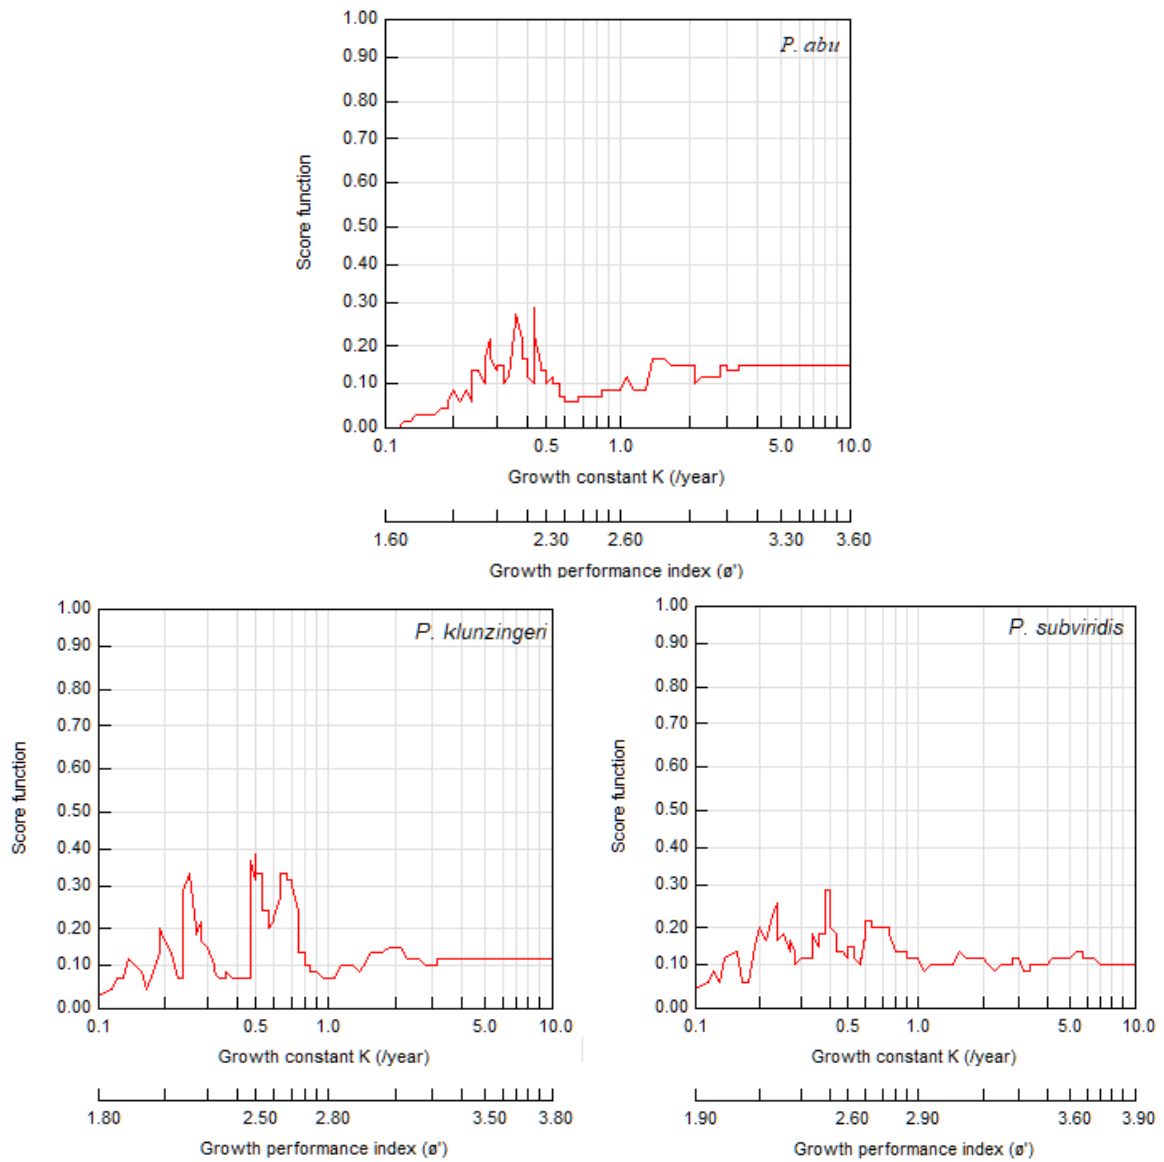 1.00
P. abu
0.90
0.80
0.70
0.60
0.50
0.40
0.30
0.20
0.10
0.00
Score function
0.1 0.5 1.0 5.0 10.0
Growth constant K (/year)
1.60 2.30 2.60 3.30 3.60
Growth performance index (ø')
1.00
P. klunzingeri
0.90
0.80
0.70
0.60
0.50
0.40
0.30
0.20
0.10
0.00
Score function
0.1 0.5 1.0 5.0 10.0
Growth constant K (/year)
1.80 2.50 2.80 3.50 3.80
Growth performance index (ø')
1.00
P. subviridis
0.90
0.80
0.70
0.60
0.50
0.40
0.30
0.20
0.10
0.00
Score function
0.1 0.5 1.0 5.0 10.0
Growth constant K (/year)
1.90 2.60 2.90 3.60 3.90
Growth performance index (ø')